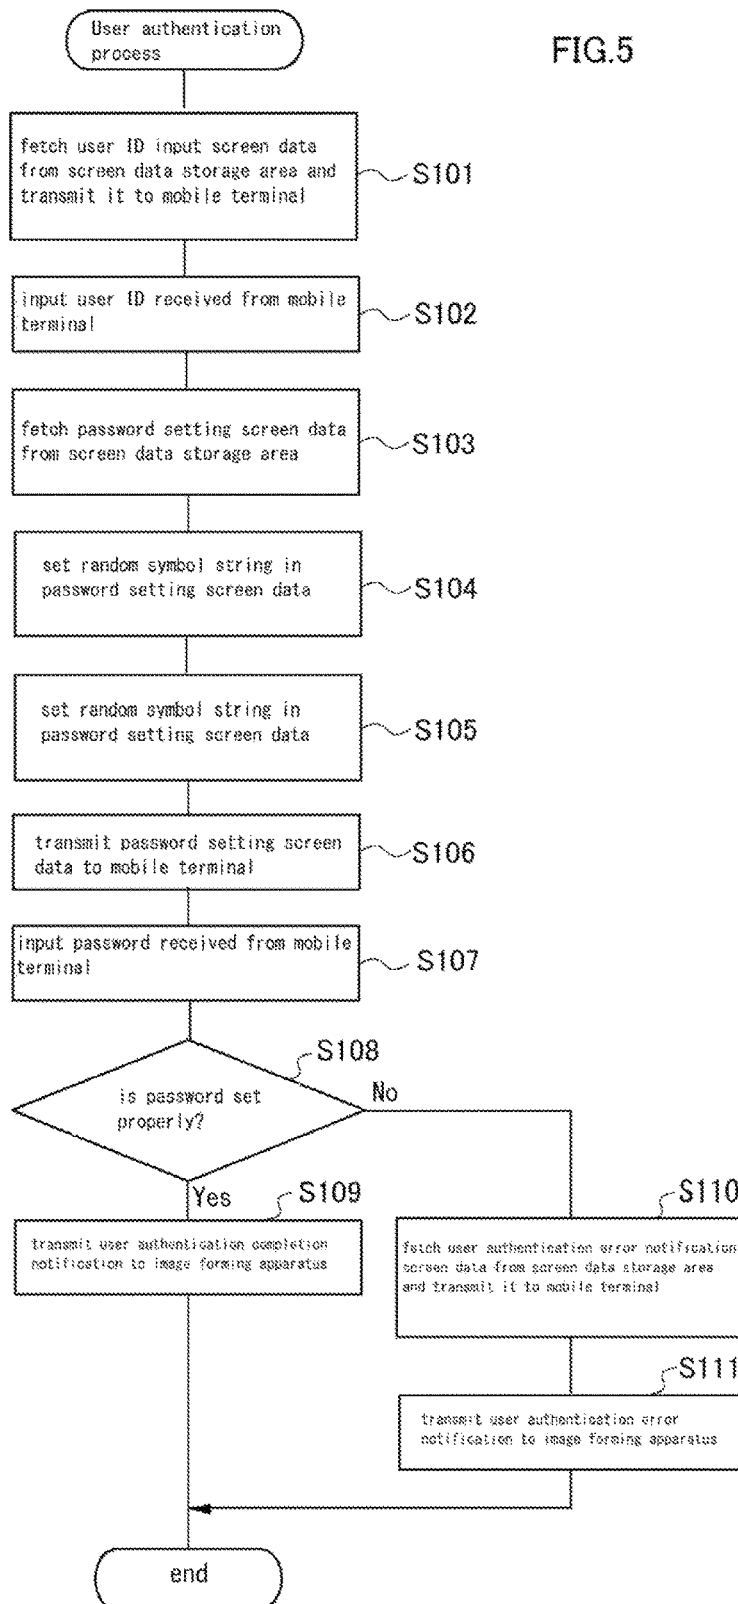 User authentication
process
FIG.5
fetch user ID input screen data
from screen data storage area and
transmit it to mobile terminal
S101
input user ID received from mobile
terminal
S102
fetch password setting screen data
from screen data storage area
S103
set random symbol string in
password setting screen data
S104
set random symbol string in
password setting screen data
S105
transmit password setting screen
data to mobile terminal
S106
input password received from mobile
terminal
S107
S108
is password set
properly?
No
Yes
S109
transmit user authentication completion
notification to image forming apparatus
S110
fetch user authentication error notification
screen data from screen data storage area
and transmit it to mobile terminal
S111
transmit user authentication error
notification to image forming apparatus
end